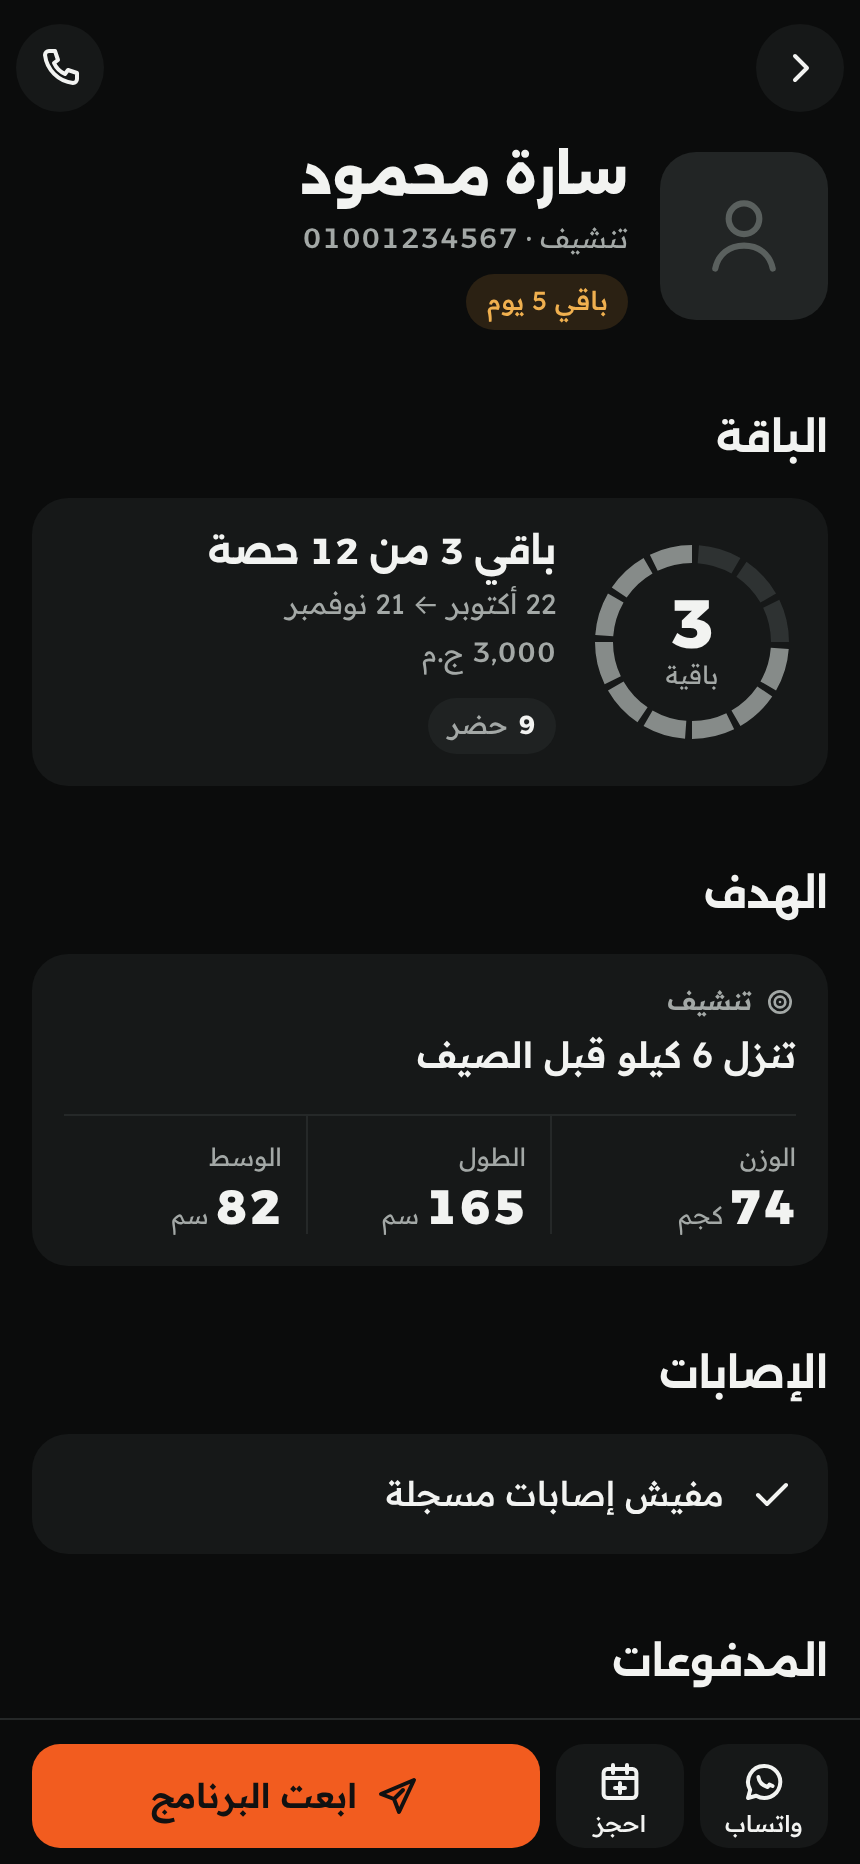 سارة محمود
تنشيف · 01001234567
باقي 5 يوم
الباقة
3
باقية
باقي 3 من 12 حصة
22 أكتوبر ← 21 نوفمبر
3,000 ج.م
9 حضر
الهدف
تنشيف
تنزل 6 كيلو قبل الصيف
الوزن
74 كجم
الطول
165 سم
الوسط
82 سم
الإصابات
مفيش إصابات مسجلة
المدفوعات
واتساب
احجز
ابعت البرنامج